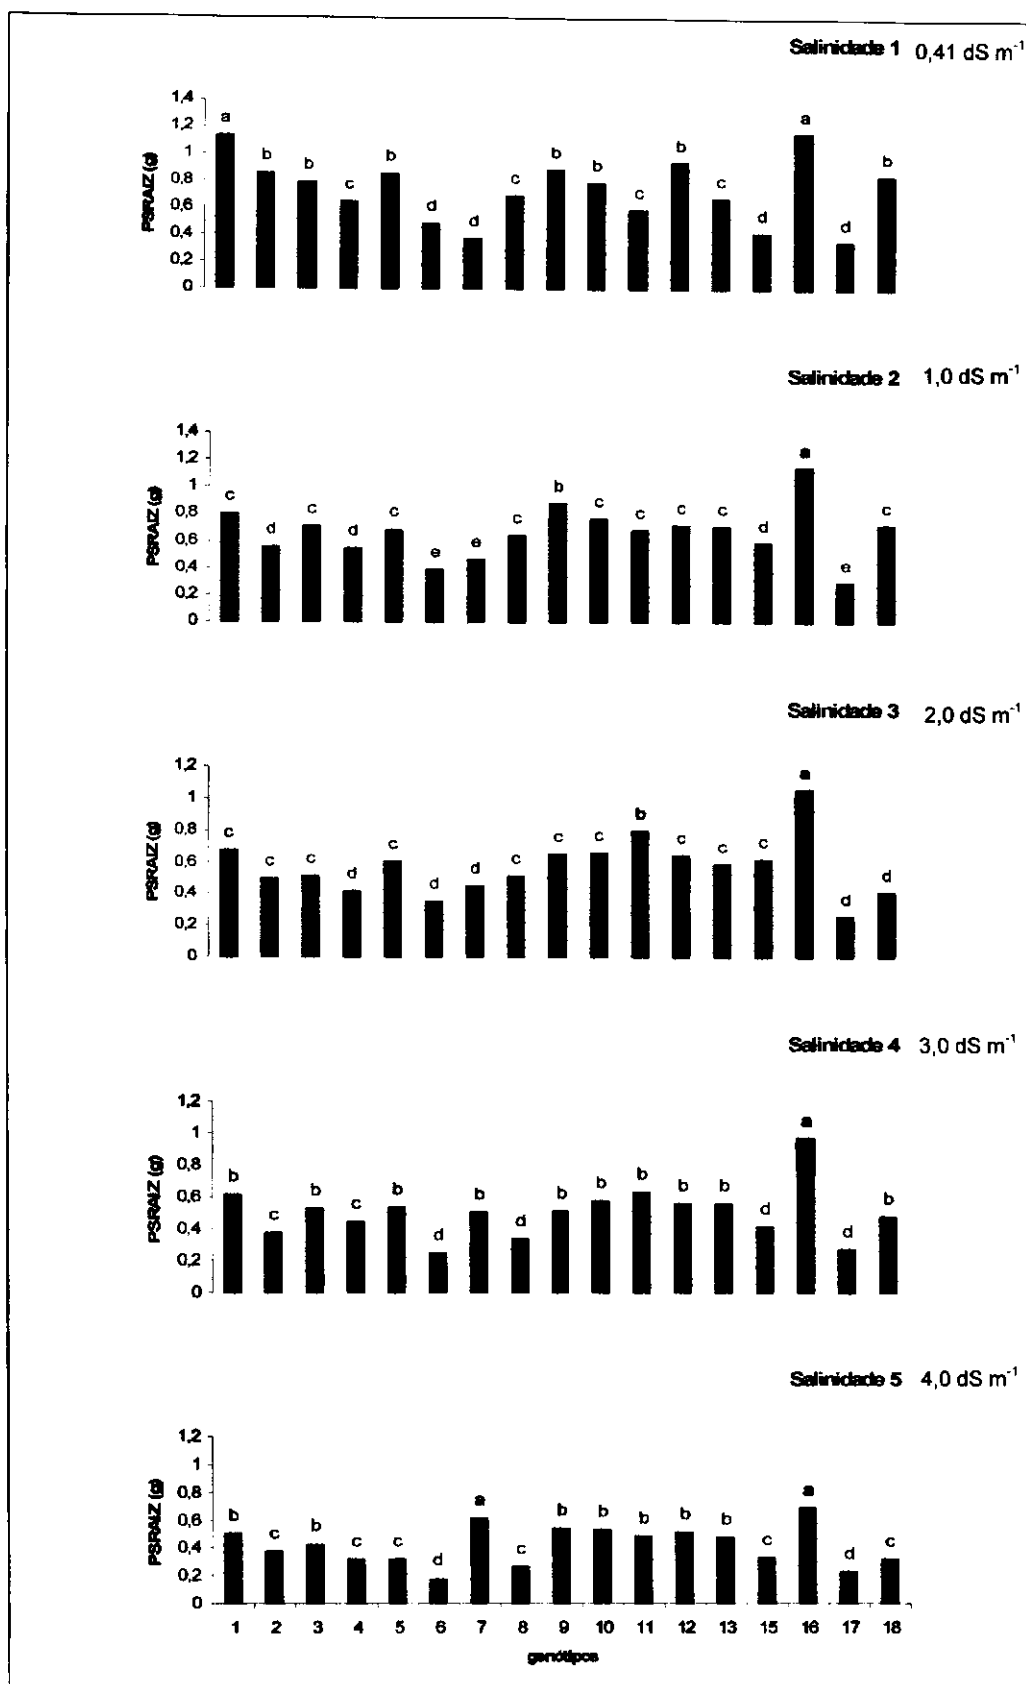 Salinidade 1 0,41 dS m⁻¹
PSRAIZ (g)
1,4
1,2
1
0,8
0,6
0,4
0,2
0
a b b c b d d c b b c b c d a d b
Salinidade 2 1,0 dS m⁻¹
PSRAIZ (g)
1,4
1,2
1
0,8
0,6
0,4
0,2
0
c d c d c e e c b c c c c d a e c
Salinidade 3 2,0 dS m⁻¹
PSRAIZ (g)
1,2
1
0,8
0,6
0,4
0,2
0
c c c d c d d c c c b c c c a d d
Salinidade 4 3,0 dS m⁻¹
PSRAIZ (g)
1,2
1
0,8
0,6
0,4
0,2
0
b c b c b d b d b b b b b d a d b
Salinidade 5 4,0 dS m⁻¹
PSRAIZ (g)
1,2
1
0,8
0,6
0,4
0,2
0
b c b c c d a c b b b b b c a d c
1 2 3 4 5 6 7 8 9 10 11 12 13 15 16 17 18
genótipos